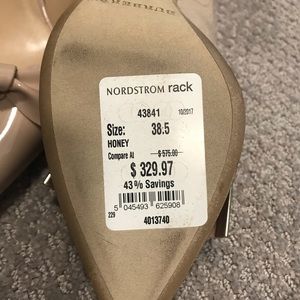 BURBERRY
NORDSTROM rack
43841 10/2017
Size: 38.5
HONEY
Compare At $ 575.00
$ 329.97
43% Savings
5 045493 625908
229 4013740